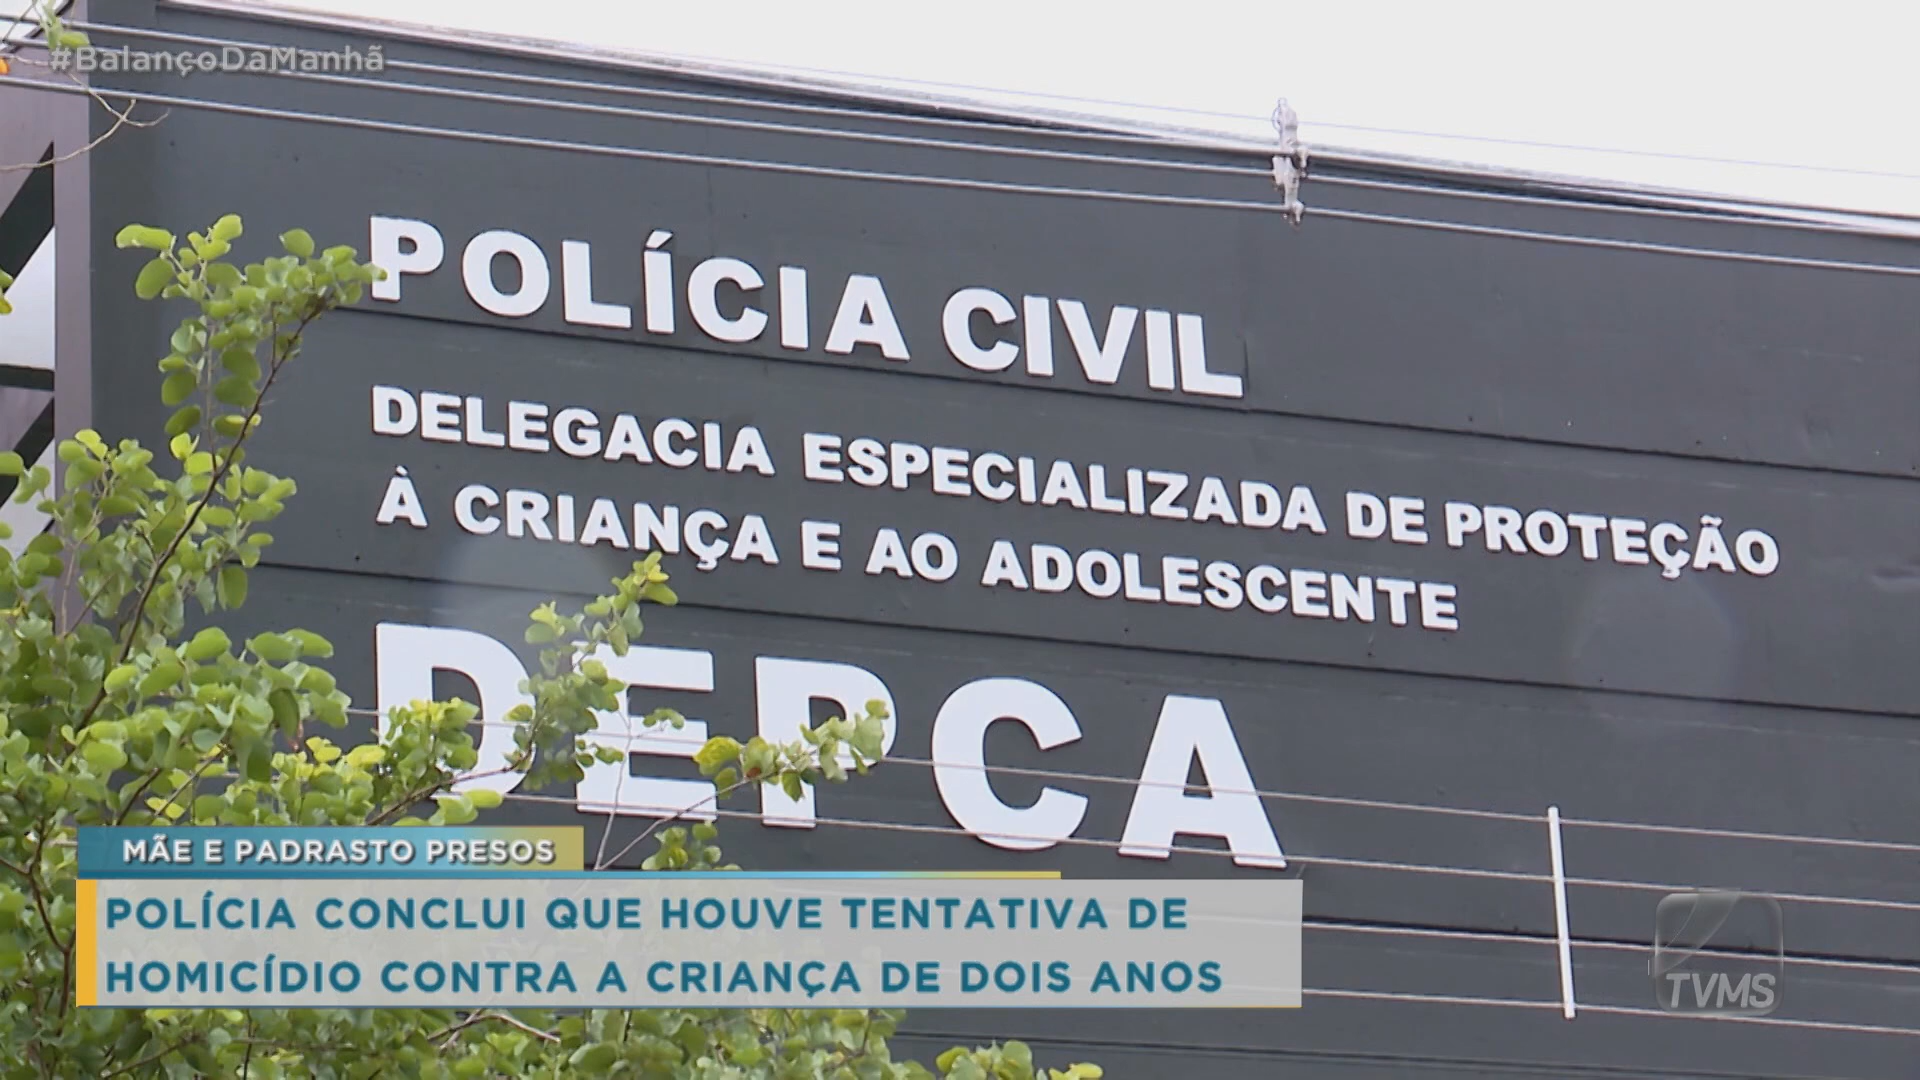 #BalançoDaManhã
POLÍCIA CIVIL
DELEGACIA ESPECIALIZADA DE PROTEÇÃO
À CRIANÇA E AO ADOLESCENTE
DEPCA
MÃE E PADRASTO PRESOS
POLÍCIA CONCLUI QUE HOUVE TENTATIVA DE
HOMICÍDIO CONTRA A CRIANÇA DE DOIS ANOS
TVMS